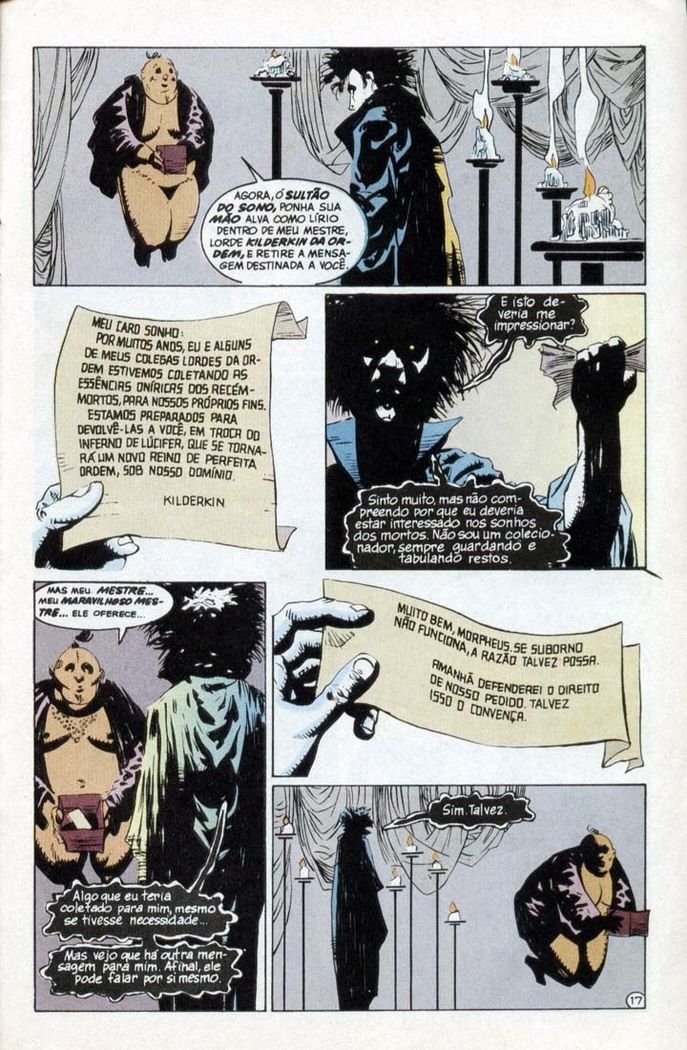 AGORA, Ó SULTÃO
DO SONO, PONHA SUA
MÃO ALVA COMO LÍRIO
DENTRO DE MEU MESTRE,
LORDE KILDERKIN DA OR-
DEM, E RETIRE A MENSA-
GEM DESTINADA A VOCÊ.
MEU CARO SONHO:
POR MUITOS ANOS, EU E ALGUNS
DE MEUS COLEGAS LORDES DA OR-
DEM ESTIVEMOS COLETANDO AS
ESSÊNCIAS ONÍRICAS DOS RECÉM-
MORTOS, PARA NOSSOS PRÓPRIOS FINS.
ESTAMOS PREPARADOS PARA
DEVOLVÊ-LAS A VOCÊ, EM TROCA DO
INFERNO DE LÚCIFER, QUE SE TORNA-
RÁ UM NOVO REINO DE PERFEITA
ORDEM, SOB NOSSO DOMÍNIO.
KILDERKIN
E isto de-
veria me
impressionar?
Sinto muito, mas não com-
preendo por que eu deveria
estar interessado nos sonhos
dos mortos. Não sou um colecio-
nador, sempre guardando e
tabulando restos.
MAS MEU MESTRE...
MEU MARAVILHOSO MES-
TRE... ELE OFERECE...
Algo que eu teria
coletado para mim, mesmo
se tivesse necessidade...
Mas vejo que há outra men-
sagem para mim. Afinal, ele
pode falar por si mesmo.
MUITO BEM, MORPHEUS. SE SUBORNO
NÃO FUNCIONA, A RAZÃO TALVEZ POSSA.
AMANHÃ DEFENDEREI O DIREITO
DE NOSSO PEDIDO. TALVEZ
ISSO O CONVENÇA.
Sim. Talvez.
17